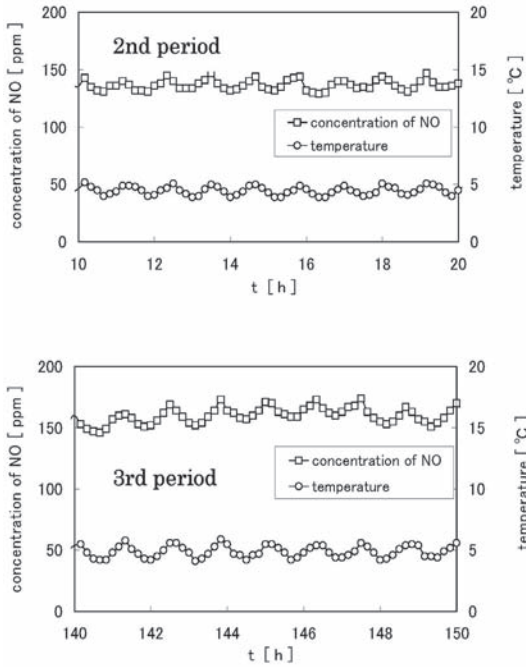 concentration of NO [ ppm ]
200
150
100
50
0
2nd period
concentration of NO
temperature
20
15
10
5
0
temperature [ ℃ ]
10 12 14 16 18 20
t [ h ]
concentration of NO [ ppm ]
200
150
100
50
0
3rd period
concentration of NO
temperature
20
15
10
5
0
temperature [ ℃ ]
140 142 144 146 148 150
t [ h ]